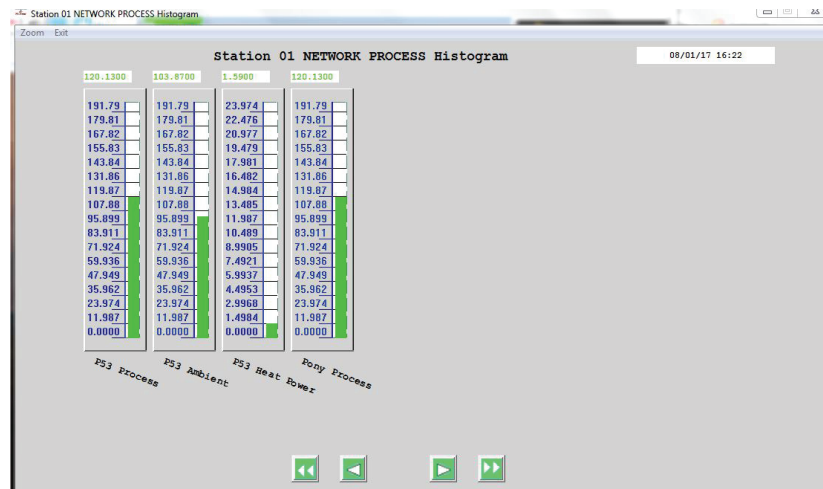 Station 01 NETWORK PROCESS Histogram
Zoom Exit
Station 01 NETWORK PROCESS Histogram
08/01/17 16:22
120.1300 103.8700 1.5900 120.1300
191.79 191.79 23.974 191.79
179.81 179.81 22.476 179.81
167.82 167.82 20.977 167.82
155.83 155.83 19.479 155.83
143.84 143.84 17.981 143.84
131.86 131.86 16.482 131.86
119.87 119.87 14.984 119.87
107.88 107.88 13.485 107.88
95.899 95.899 11.987 95.899
83.911 83.911 10.489 83.911
71.924 71.924 8.9905 71.924
59.936 59.936 7.4921 59.936
47.949 47.949 5.9937 47.949
35.962 35.962 4.4953 35.962
23.974 23.974 2.9968 23.974
11.987 11.987 1.4984 11.987
0.0000 0.0000 0.0000 0.0000
P53 Process
P53 Ambient
P53 Heat Power
Pony Process